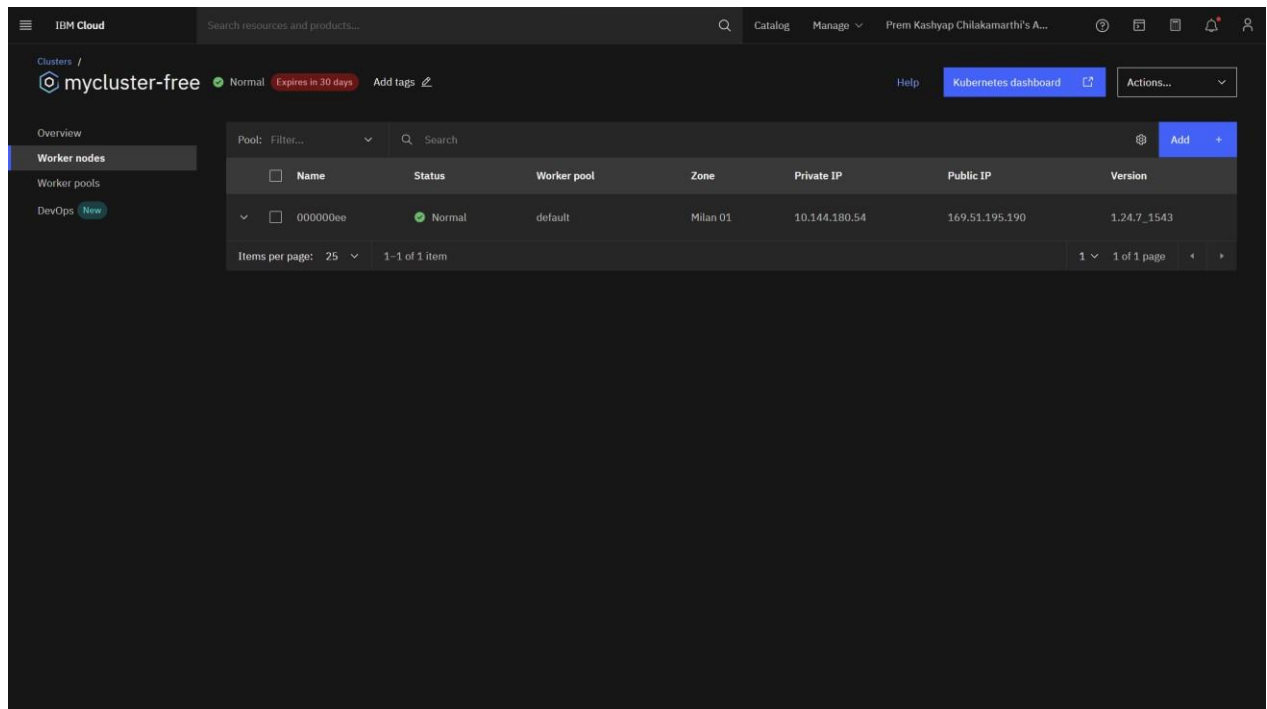 IBM Cloud Search resources and products... Catalog Manage Prem Kashyap Chilakamarthi's A...
Clusters /
mycluster-free Normal Expires in 30 days Add tags Help Kubernetes dashboard Actions...
Overview
Worker nodes
Worker pools
DevOps New
Pool: Filter... Search Add +
Name Status Worker pool Zone Private IP Public IP Version
000000ee Normal default Milan 01 10.144.180.54 169.51.195.190 1.24.7_1543
Items per page: 25 1–1 of 1 item 1 1 of 1 page